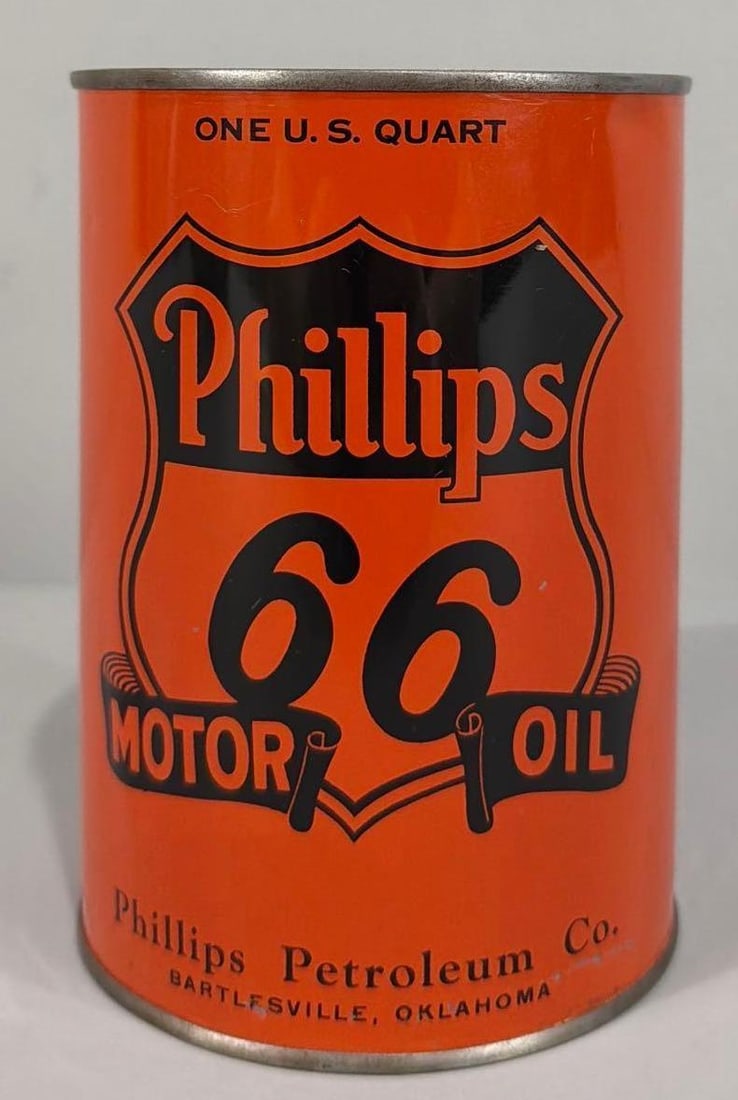 ONE U. S. QUART
Phillips
66
MOTOR OIL
Phillips Petroleum Co.
BARTLESVILLE, OKLAHOMA